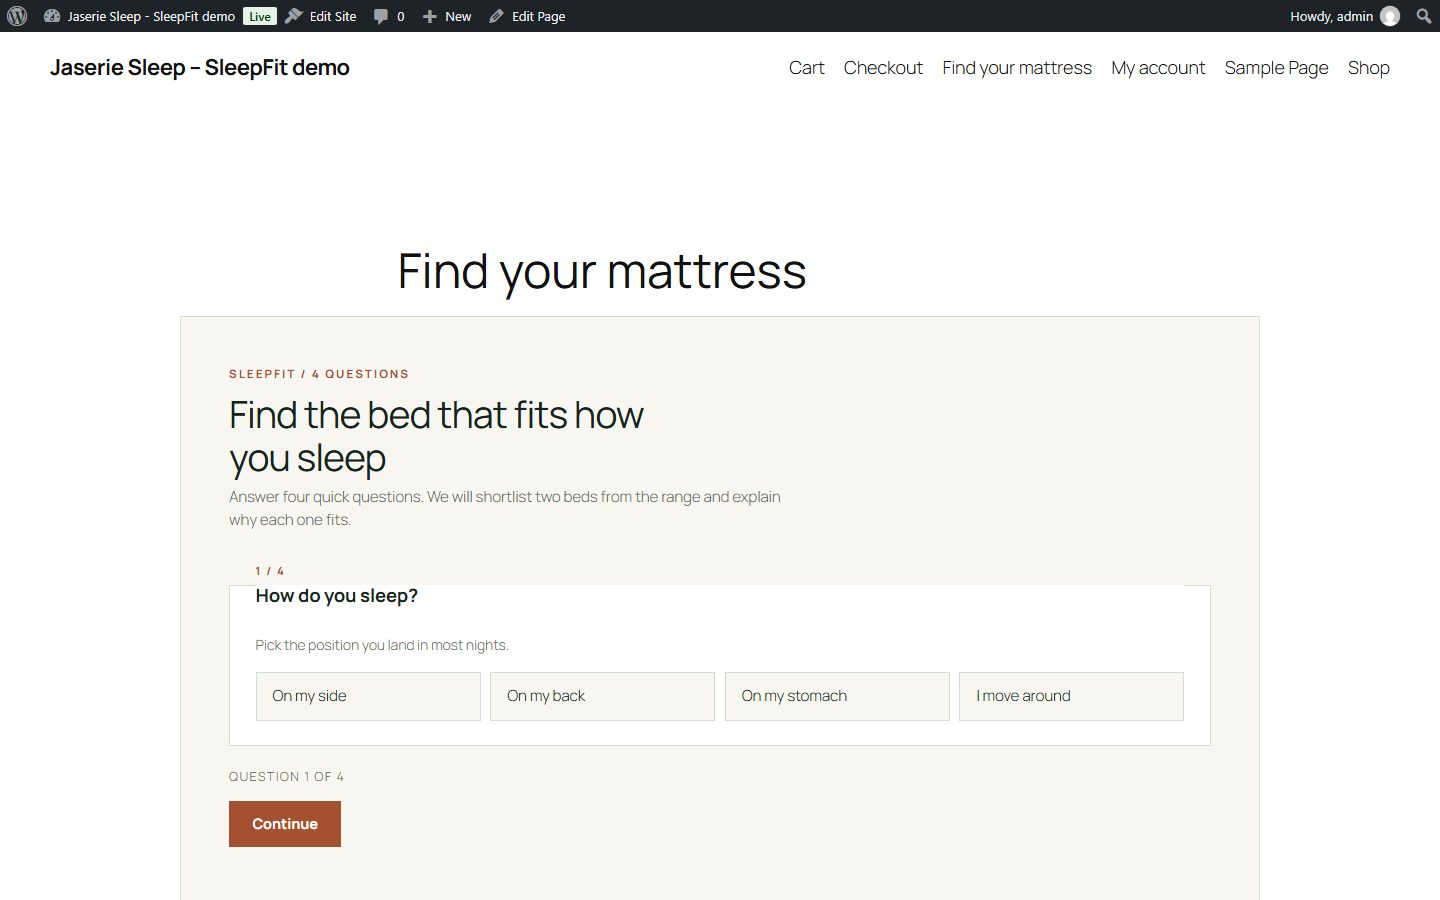 Jaserie Sleep - SleepFit demo Live Edit Site 0 New Edit Page Howdy, admin
Jaserie Sleep – SleepFit demo
Cart Checkout Find your mattress My account Sample Page Shop
Find your mattress
SLEEPFIT / 4 QUESTIONS
Find the bed that fits how
you sleep
Answer four quick questions. We will shortlist two beds from the range and explain
why each one fits.
1 / 4
How do you sleep?
Pick the position you land in most nights.
On my side On my back On my stomach I move around
QUESTION 1 OF 4
Continue